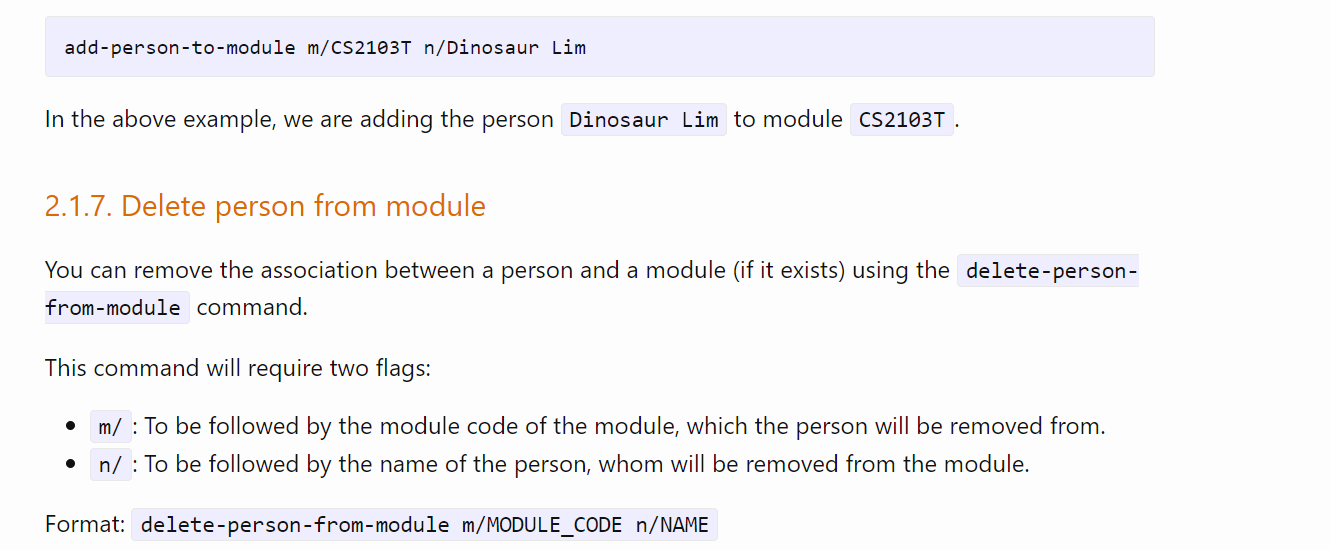 add-person-to-module m/CS2103T n/Dinosaur Lim
In the above example, we are adding the person Dinosaur Lim to module CS2103T.
2.1.7. Delete person from module
You can remove the association between a person and a module (if it exists) using the delete-person-
from-module command.
This command will require two flags:
• m/ : To be followed by the module code of the module, which the person will be removed from.
• n/ : To be followed by the name of the person, whom will be removed from the module.
Format: delete-person-from-module m/MODULE_CODE n/NAME